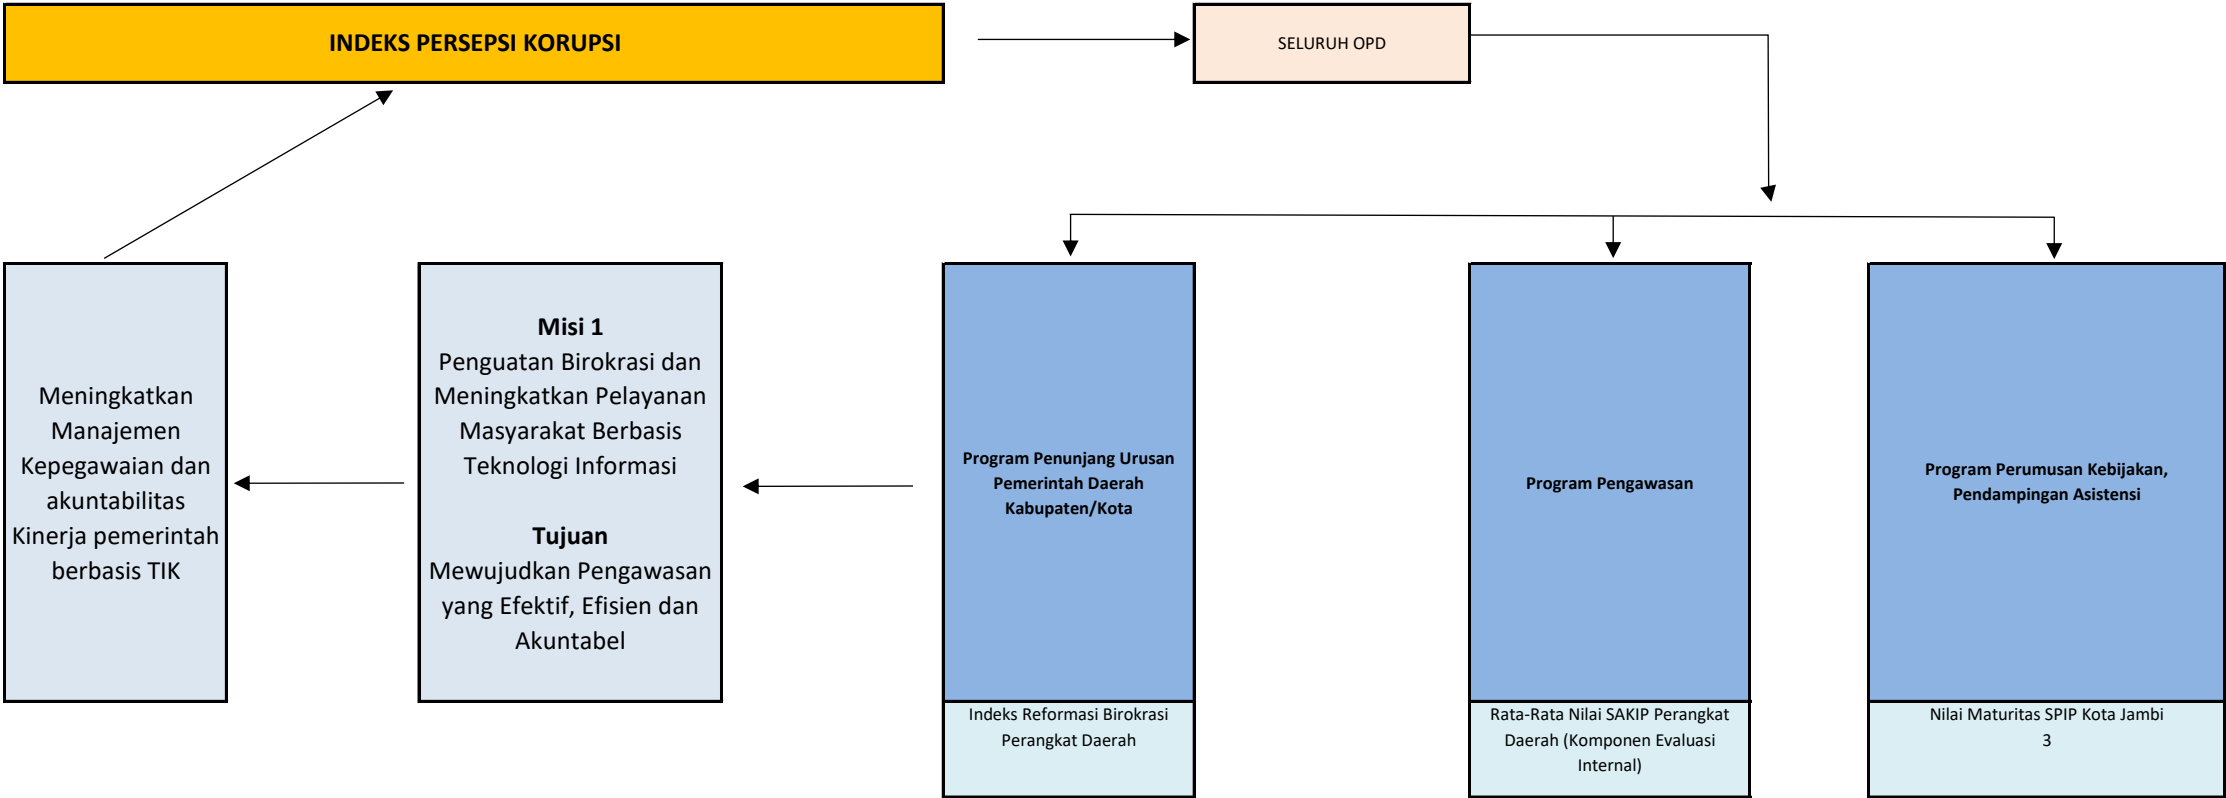 INDEKS PERSEPSI KORUPSI
SELURUH OPD
Meningkatkan
Manajemen
Kepegawaian dan
akuntabilitas
Kinerja pemerintah
berbasis TIK
Misi 1
Penguatan Birokrasi dan
Meningkatkan Pelayanan
Masyarakat Berbasis
Teknologi Informasi
Tujuan
Mewujudkan Pengawasan
yang Efektif, Efisien dan
Akuntabel
Program Penunjang Urusan
Pemerintah Daerah
Kabupaten/Kota
Indeks Reformasi Birokrasi
Perangkat Daerah
Program Pengawasan
Rata-Rata Nilai SAKIP Perangkat
Daerah (Komponen Evaluasi
Internal)
Program Perumusan Kebijakan,
Pendampingan Asistensi
Nilai Maturitas SPIP Kota Jambi
3